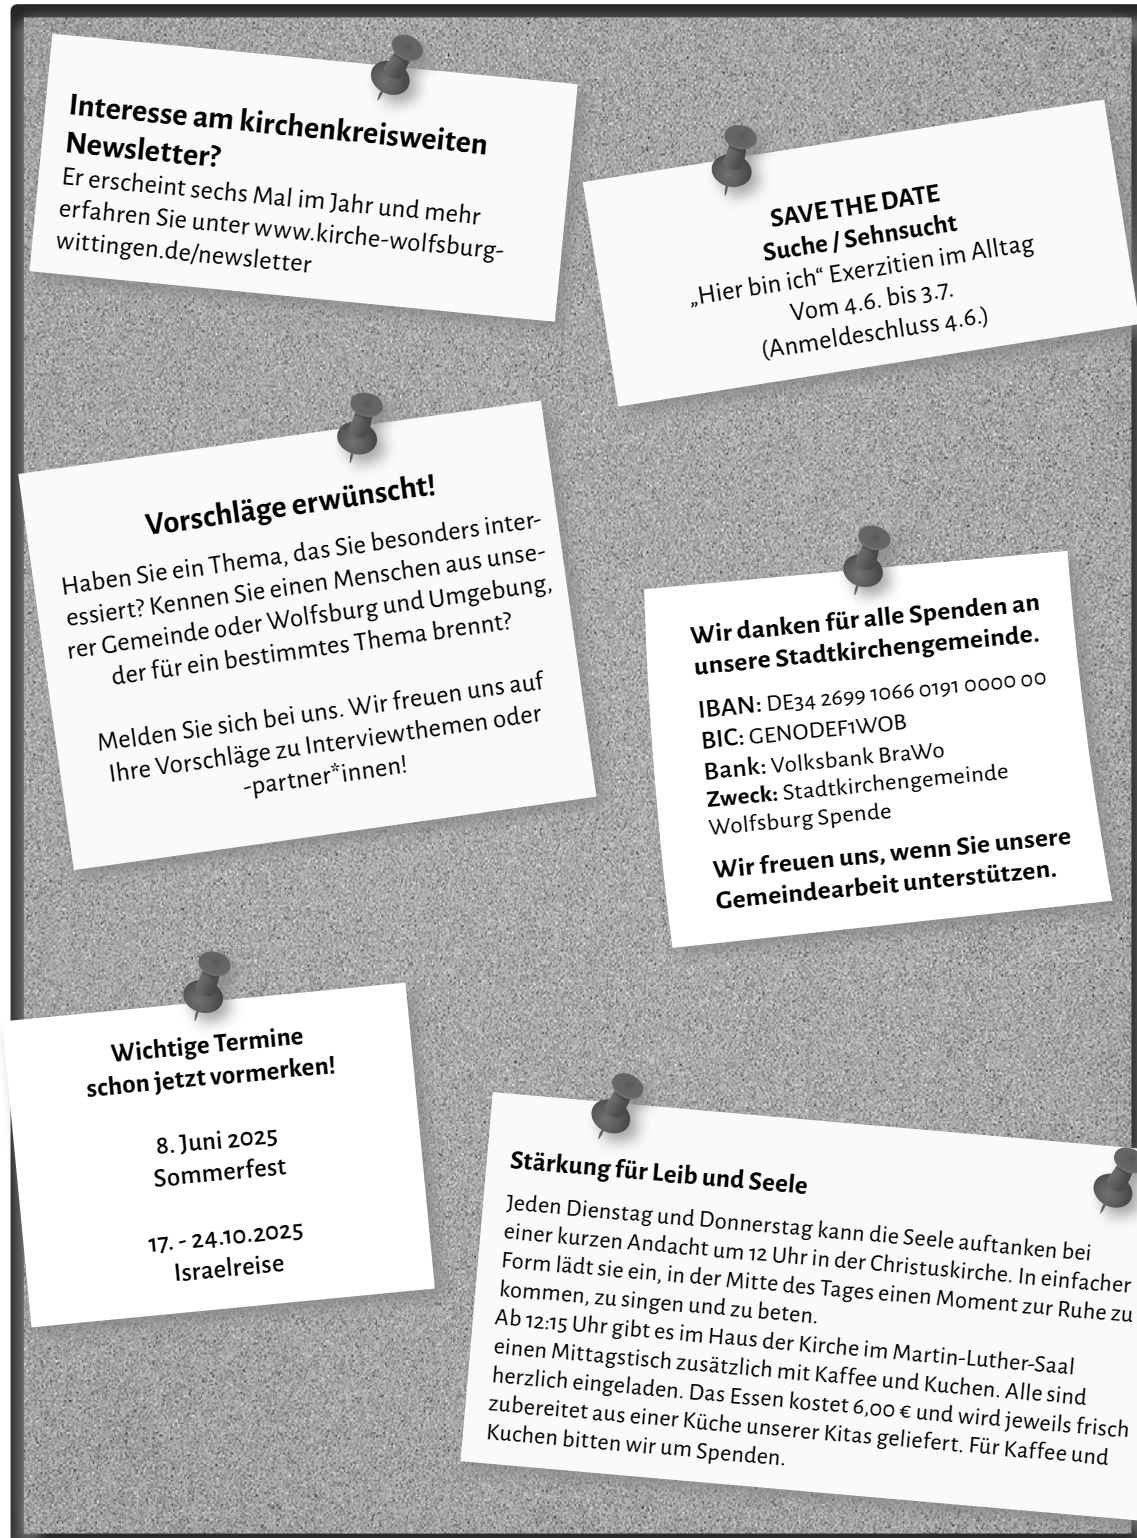 Interesse am kirchenkreisweiten
Newsletter?
Er erscheint sechs Mal im Jahr und mehr
erfahren Sie unter www.kirche-wolfsburg-
wittingen.de/newsletter
SAVE THE DATE
Suche / Sehnsucht
„Hier bin ich“ Exerzitien im Alltag
Vom 4.6. bis 3.7.
(Anmeldeschluss 4.6.)
Vorschläge erwünscht!
Haben Sie ein Thema, das Sie besonders inter-
essiert? Kennen Sie einen Menschen aus unse-
rer Gemeinde oder Wolfsburg und Umgebung,
der für ein bestimmtes Thema brennt?
Melden Sie sich bei uns. Wir freuen uns auf
Ihre Vorschläge zu Interviewthemen oder
-partner*innen!
Wir danken für alle Spenden an
unsere Stadtkirchengemeinde.
IBAN: DE34 2699 1066 0191 0000 00
BIC: GENODEF1WOB
Bank: Volksbank BraWo
Zweck: Stadtkirchengemeinde
Wolfsburg Spende
Wir freuen uns, wenn Sie unsere
Gemeindearbeit unterstützen.
Wichtige Termine
schon jetzt vormerken!
8. Juni 2025
Sommerfest
17. - 24.10.2025
Israelreise
Stärkung für Leib und Seele
Jeden Dienstag und Donnerstag kann die Seele auftanken bei
einer kurzen Andacht um 12 Uhr in der Christuskirche. In einfacher
Form lädt sie ein, in der Mitte des Tages einen Moment zur Ruhe zu
kommen, zu singen und zu beten.
Ab 12:15 Uhr gibt es im Haus der Kirche im Martin-Luther-Saal
einen Mittagstisch zusätzlich mit Kaffee und Kuchen. Alle sind
herzlich eingeladen. Das Essen kostet 6,00 € und wird jeweils frisch
zubereitet aus einer Küche unserer Kitas geliefert. Für Kaffee und
Kuchen bitten wir um Spenden.